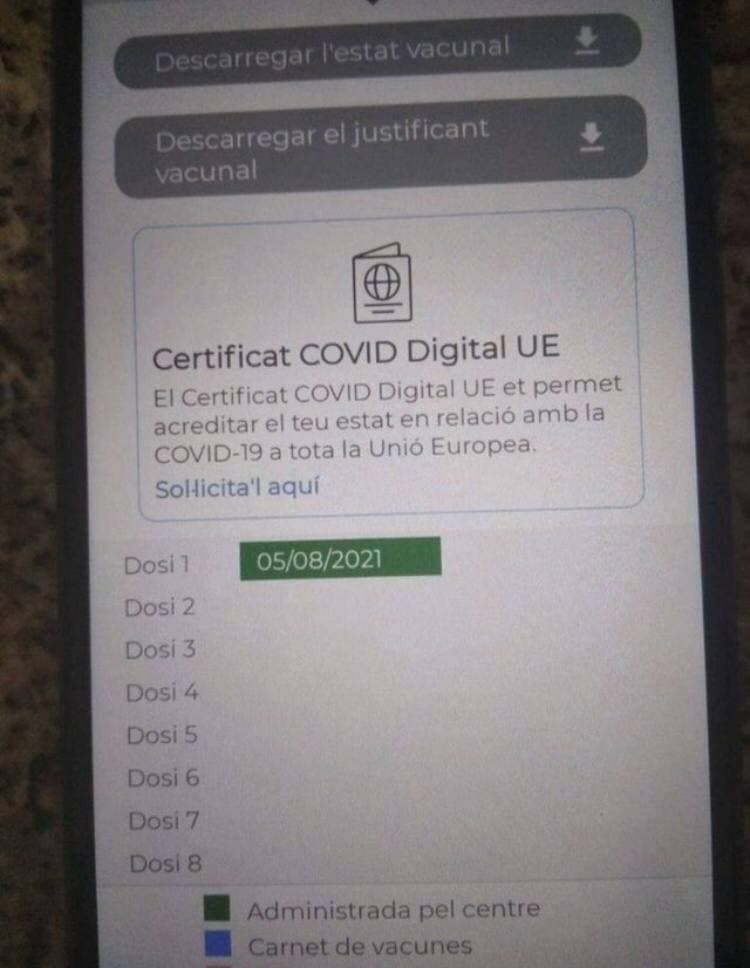 Descarregar l'estat vacunal
Descarregar el justificant
vacunal
Certificat COVID Digital UE
El Certificat COVID Digital UE et permet
acreditar el teu estat en relació amb la
COVID-19 a tota la Unió Europea.
Sol·licita'l aquí
Dosi 1 05/08/2021
Dosi 2
Dosi 3
Dosi 4
Dosi 5
Dosi 6
Dosi 7
Dosi 8
Administrada pel centre
Carnet de vacunes